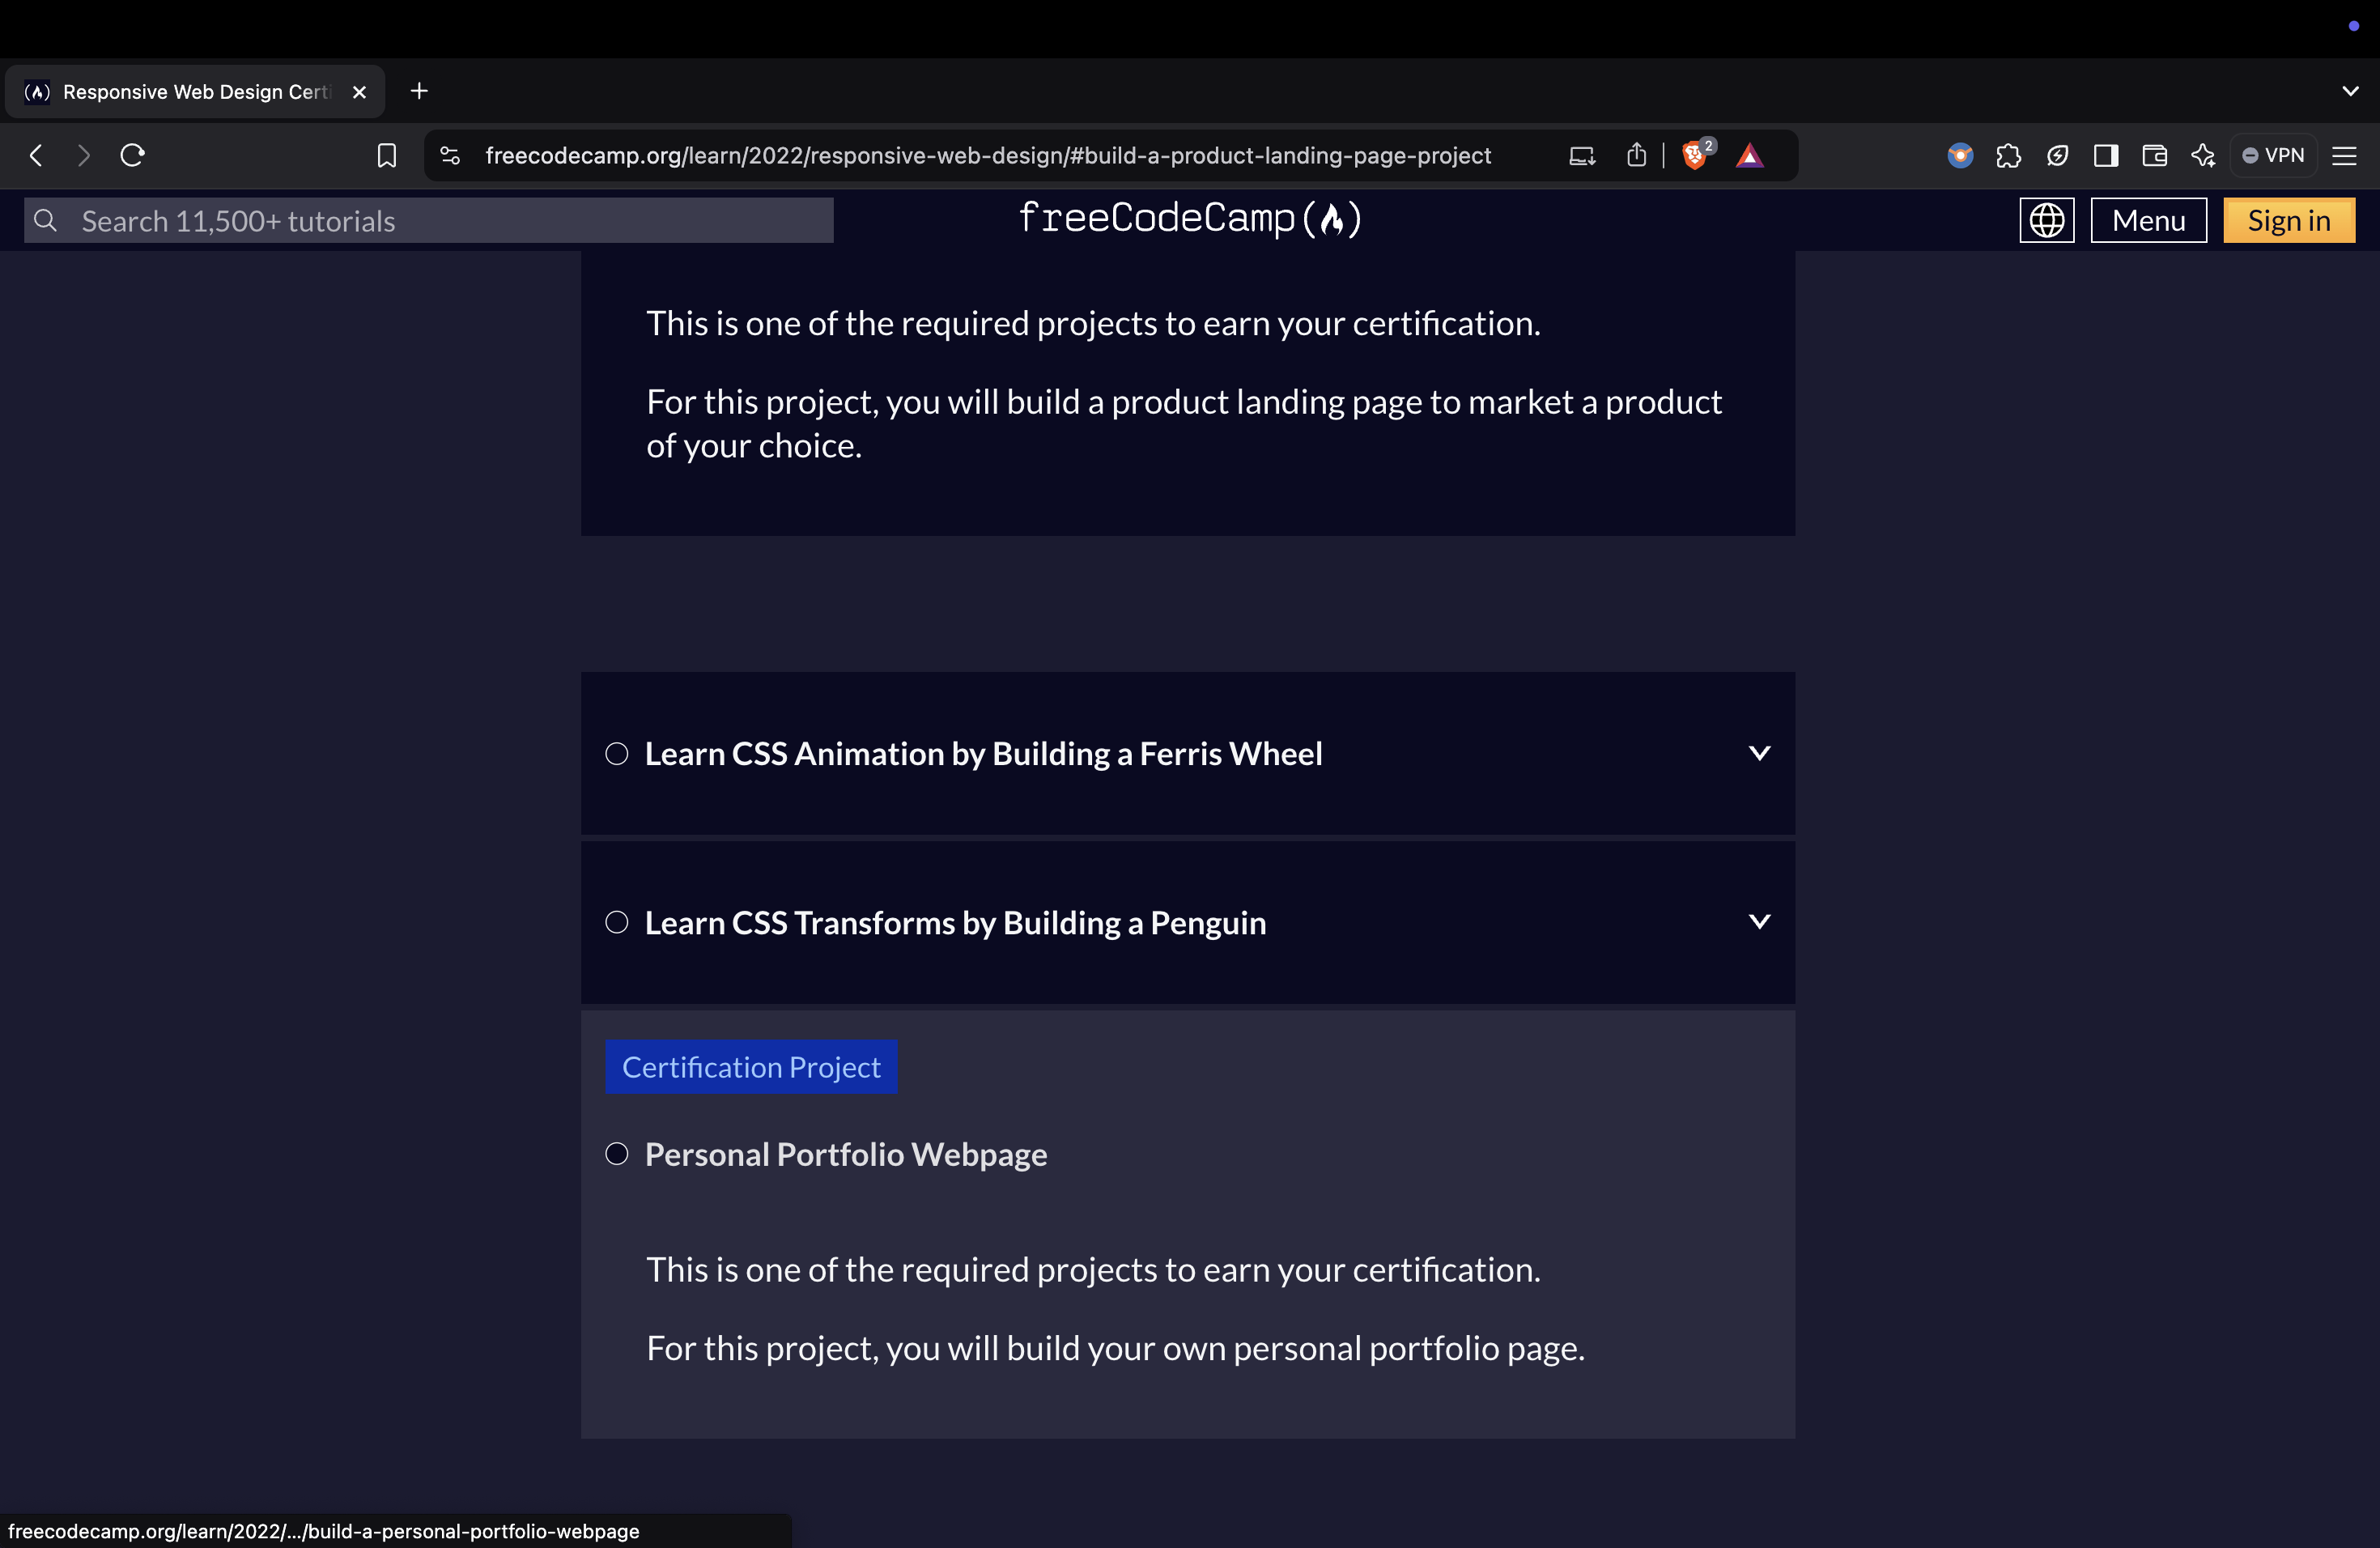 Responsive Web Design Certi
freecodecamp.org/learn/2022/responsive-web-design/#build-a-product-landing-page-project
2
VPN
Search 11,500+ tutorials
freeCodeCamp
Menu
Sign in
This is one of the required projects to earn your certification.
For this project, you will build a product landing page to market a product
of your choice.
Learn CSS Animation by Building a Ferris Wheel
Learn CSS Transforms by Building a Penguin
Certification Project
Personal Portfolio Webpage
This is one of the required projects to earn your certification.
For this project, you will build your own personal portfolio page.
freecodecamp.org/learn/2022/.../build-a-personal-portfolio-webpage